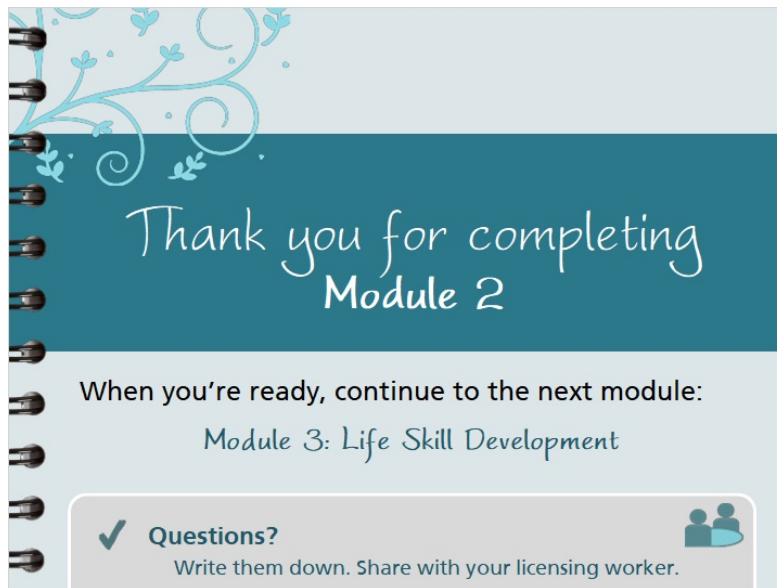 Thank you for completing
Module 2
When you're ready, continue to the next module:
Module 3: Life Skill Development
Questions?
Write them down. Share with your licensing worker.